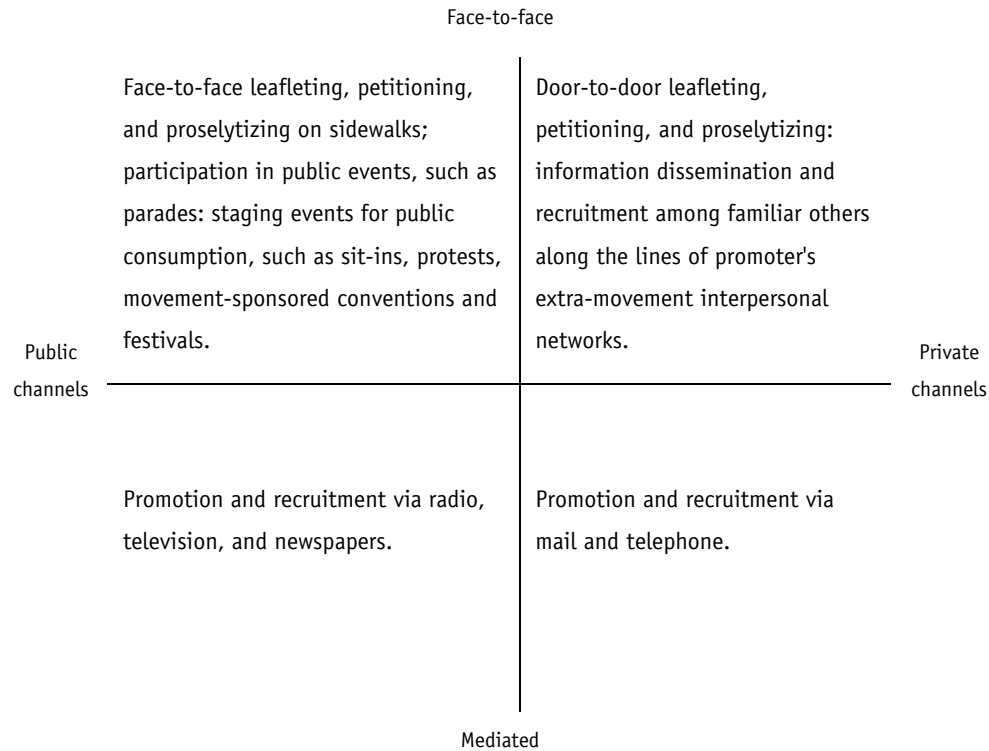 Face-to-face
Face-to-face leafleting, petitioning,
and proselytizing on sidewalks;
participation in public events, such as
parades: staging events for public
consumption, such as sit-ins, protests,
movement-sponsored conventions and
festivals.
Door-to-door leafleting,
petitioning, and proselytizing:
information dissemination and
recruitment among familiar others
along the lines of promoter's
extra-movement interpersonal
networks.
Public
channels
Private
channels
Promotion and recruitment via radio,
television, and newspapers.
Promotion and recruitment via
mail and telephone.
Mediated